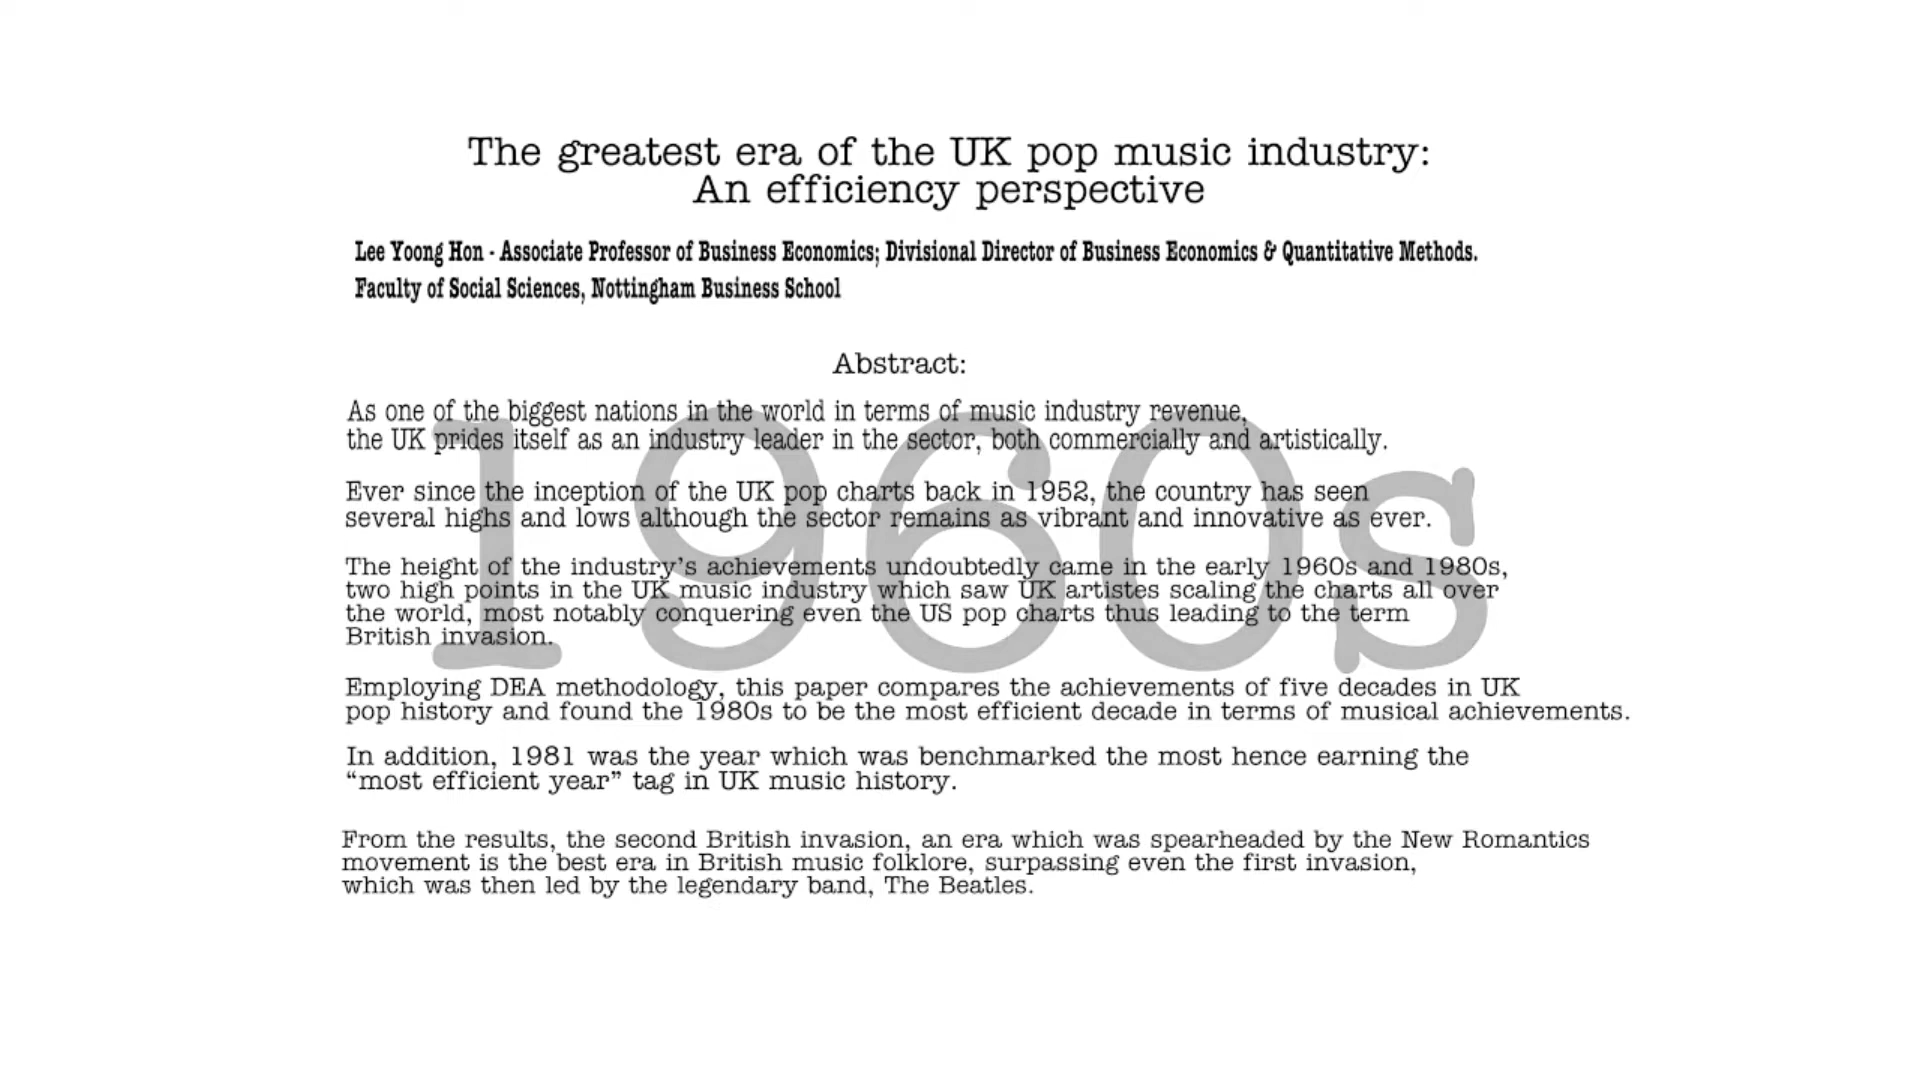 The greatest era of the UK pop music industry:
An efficiency perspective
Lee Yoong Hon - Associate Professor of Business Economics; Divisional Director of Business Economics & Quantitative Methods.
Faculty of Social Sciences, Nottingham Business School
Abstract:
As one of the biggest nations in the world in terms of music industry revenue,
the UK prides itself as an industry leader in the sector, both commercially and artistically.
Ever since the inception of the UK pop charts back in 1952, the country has seen
several highs and lows although the sector remains as vibrant and innovative as ever.
1960s
The height of the industry's achievements undoubtedly came in the early 1960s and 1980s,
two high points in the UK music industry which saw UK artistes scaling the charts all over
the world, most notably conquering even the US pop charts thus leading to the term
British invasion.
Employing DEA methodology, this paper compares the achievements of five decades in UK
pop history and found the 1980s to be the most efficient decade in terms of musical achievements.
In addition, 1981 was the year which was benchmarked the most hence earning the
“most efficient year” tag in UK music history.
From the results, the second British invasion, an era which was spearheaded by the New Romantics
movement is the best era in British music folklore, surpassing even the first invasion,
which was then led by the legendary band, The Beatles.